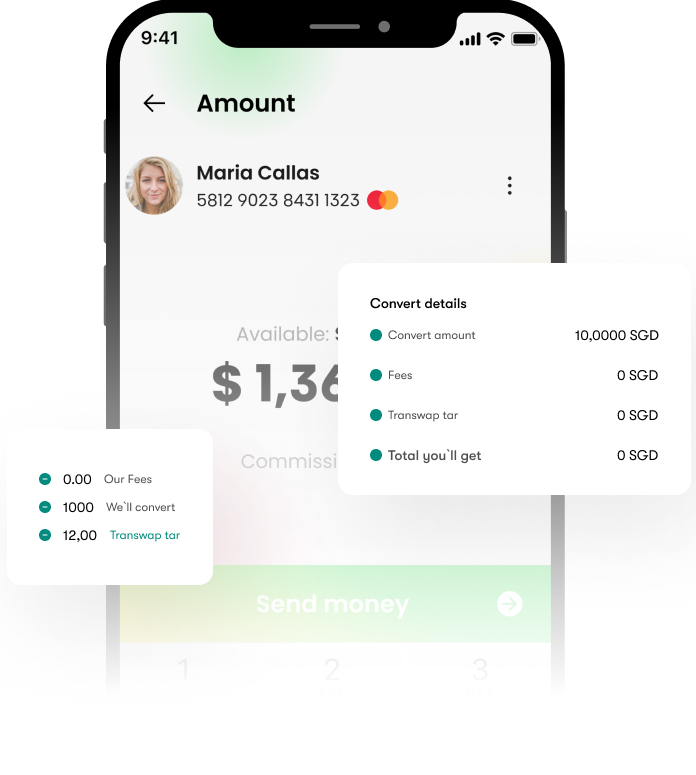 9:41
Amount
Maria Callas
5812 9023 8431 1323
Available:
$ 1,36
Commissi
Convert details
Convert amount 10,0000 SGD
Fees 0 SGD
Transwap tar 0 SGD
Total you`ll get 0 SGD
0.00 Our Fees
1000 We`ll convert
12,00 Transwap tar
Send money
1 2 3